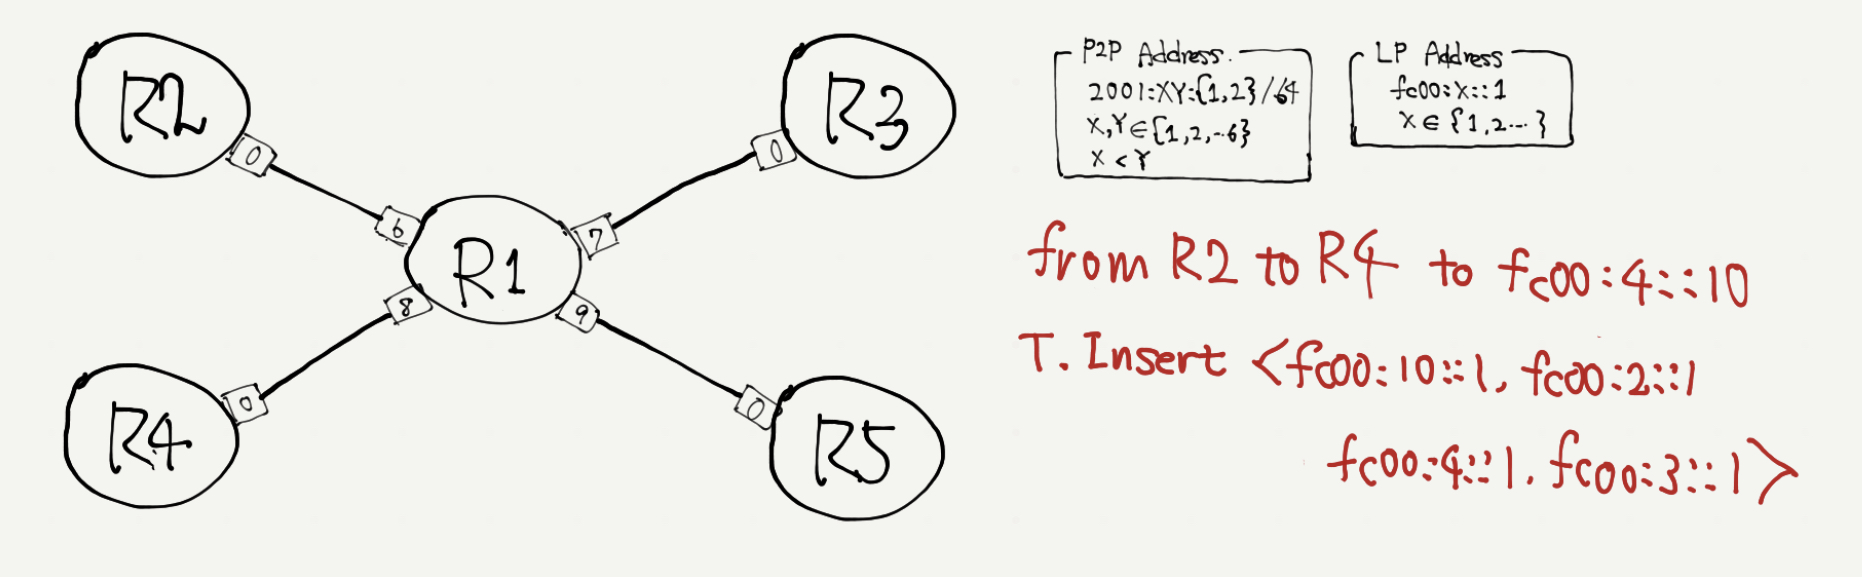 R2
R3
0
0
6
7
R1
8
9
0
0
R4
R5
P2P Address.
2001:XY:{1,2}/64
X,Y∈{1,2,--6}
X<Y
LP Address
fc00:X::1
X∈{1,2---}
from R2 to R4 to fc00:4::10
T.Insert <fc00:10::1, fc00:2::1
fc00:4::1, fc00:3::1>